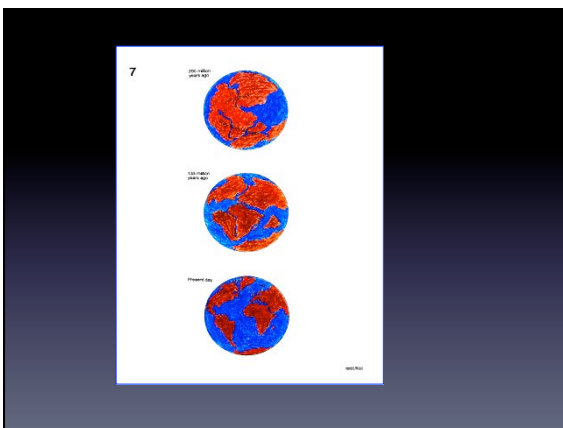 7
200 million
years ago
135 million
years ago
Present day